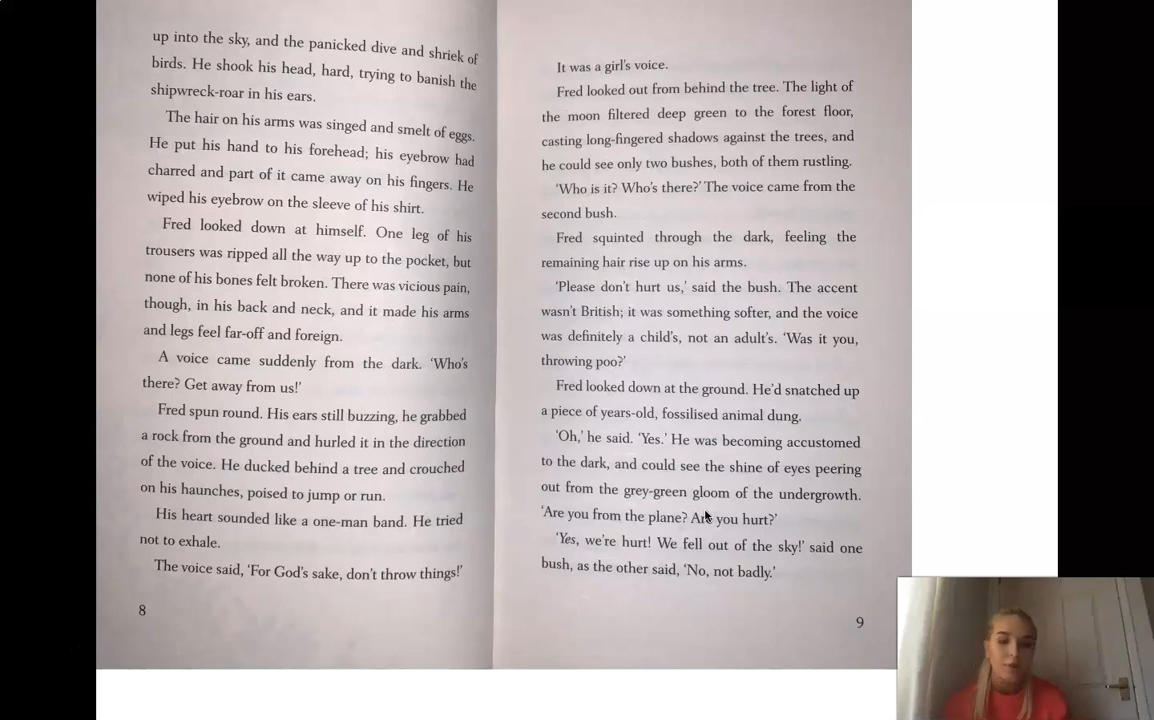 up into the sky, and the panicked dive and shriek of
birds. He shook his head, hard, trying to banish the
shipwreck-roar in his ears.
The hair on his arms was singed and smelt of eggs.
He put his hand to his forehead; his eyebrow had
charred and part of it came away on his fingers. He
wiped his eyebrow on the sleeve of his shirt.
Fred looked down at himself. One leg of his
trousers was ripped all the way up to the pocket, but
none of his bones felt broken. There was vicious pain,
though, in his back and neck, and it made his arms
and legs feel far-off and foreign.
A voice came suddenly from the dark. ‘Who’s
there? Get away from us!’
Fred spun round. His ears still buzzing, he grabbed
a rock from the ground and hurled it in the direction
of the voice. He ducked behind a tree and crouched
on his haunches, poised to jump or run.
His heart sounded like a one-man band. He tried
not to exhale.
The voice said, ‘For God’s sake, don’t throw things!’
8
It was a girl’s voice.
Fred looked out from behind the tree. The light of
the moon filtered deep green to the forest floor,
casting long-fingered shadows against the trees, and
he could see only two bushes, both of them rustling.
‘Who is it? Who’s there?’ The voice came from the
second bush.
Fred squinted through the dark, feeling the
remaining hair rise up on his arms.
‘Please don’t hurt us,’ said the bush. The accent
wasn’t British; it was something softer, and the voice
was definitely a child’s, not an adult’s. ‘Was it you,
throwing poo?’
Fred looked down at the ground. He’d snatched up
a piece of years-old, fossilised animal dung.
‘Oh,’ he said. ‘Yes.’ He was becoming accustomed
to the dark, and could see the shine of eyes peering
out from the grey-green gloom of the undergrowth.
‘Are you from the plane? Are you hurt?’
‘Yes, we’re hurt! We fell out of the sky!’ said one
bush, as the other said, ‘No, not badly.’
9